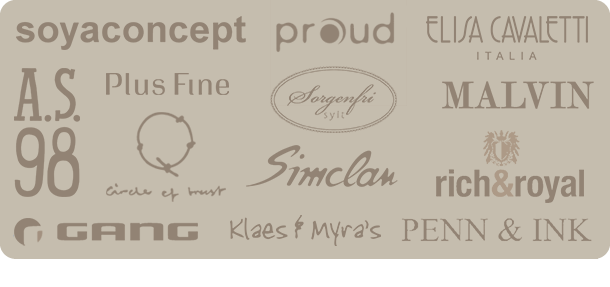 soyaconcept
proud
ELISA CAVALETTI
ITALIA
A.S.
98
Plus Fine
Sorgenfri
sylt
MALVIN
circle of trust
Simclan
rich&royal
GANG
Klaes & Myra's
PENN & INK